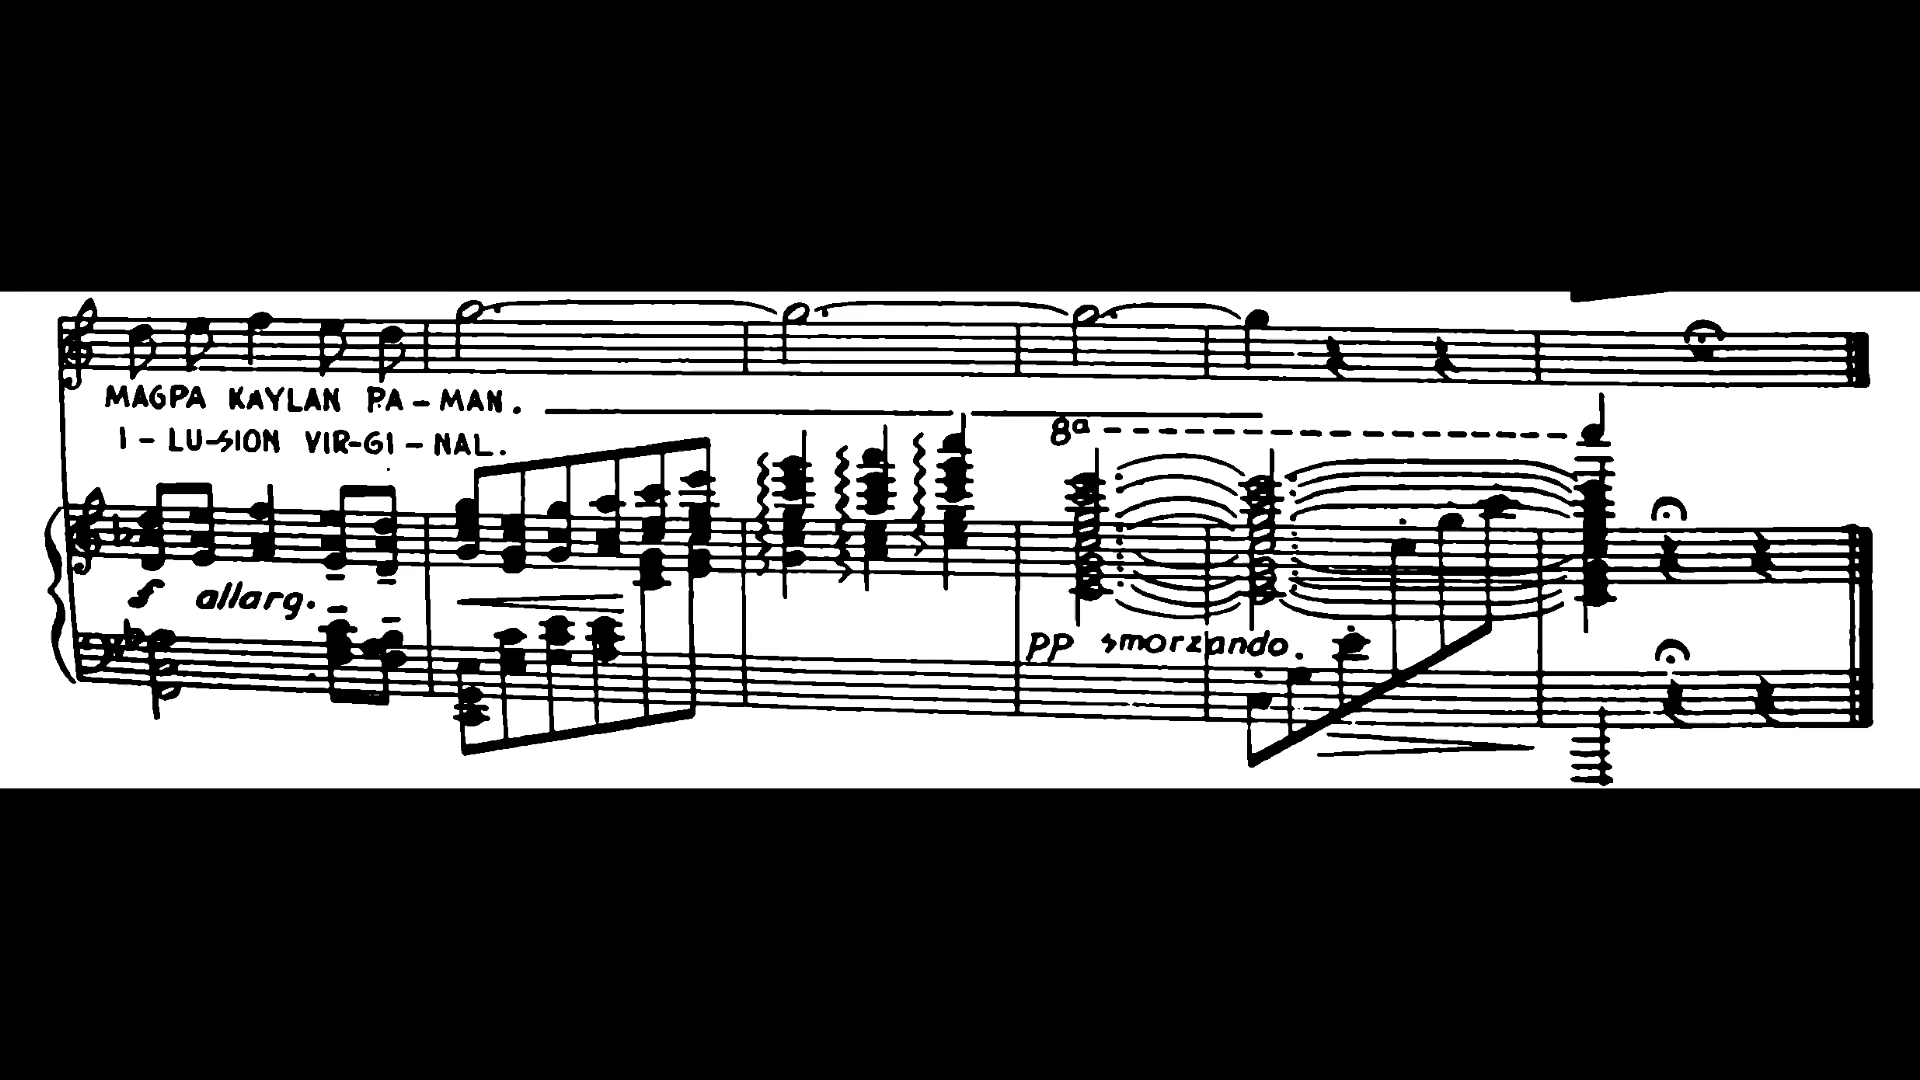 MAGPA KAYLAN PA-MAN.
I-LU-SION VIR-GI-NAL.
8a
f allarg.
pp smorzando.